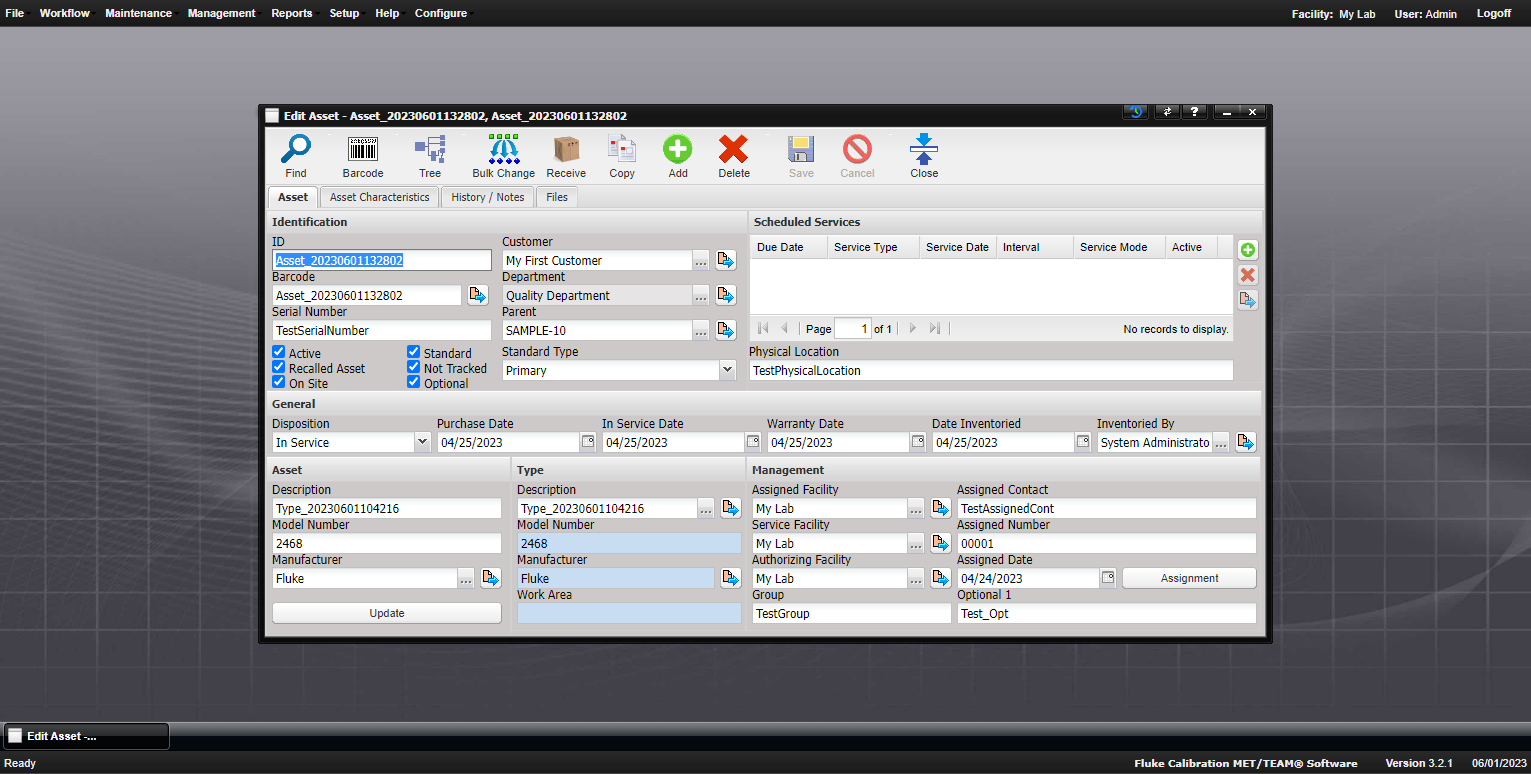 File Workflow Maintenance Management Reports Setup Help Configure Facility: My Lab User: Admin Logoff
Edit Asset - Asset_20230601132802, Asset_20230601132802
Find Barcode Tree Bulk Change Receive Copy Add Delete Save Cancel Close
Asset Asset Characteristics History / Notes Files
Identification
ID Customer
Asset_20230601132802 My First Customer ...
Barcode Department
Asset_20230601132802 Quality Department ...
Serial Number Parent
TestSerialNumber SAMPLE-10 ...
Active Standard Standard Type
Recalled Asset Not Tracked Primary
On Site Optional
Scheduled Services
Due Date Service Type Service Date Interval Service Mode Active
Page 1 of 1 No records to display.
Physical Location
TestPhysicalLocation
General
Disposition Purchase Date In Service Date Warranty Date Date Inventoried Inventoried By
In Service 04/25/2023 04/25/2023 04/25/2023 04/25/2023 System Administrato ...
Asset
Description
Type_20230601104216
Model Number
2468
Manufacturer
Fluke ...
Update
Type
Description
Type_20230601104216 ...
Model Number
2468
Manufacturer
Fluke
Work Area
Management
Assigned Facility Assigned Contact
My Lab ... TestAssignedCont
Service Facility Assigned Number
My Lab ... 00001
Authorizing Facility Assigned Date
My Lab ... 04/24/2023 Assignment
Group Optional 1
TestGroup Test_Opt
Edit Asset -...
Ready Fluke Calibration MET/TEAM® Software Version 3.2.1 06/01/2023